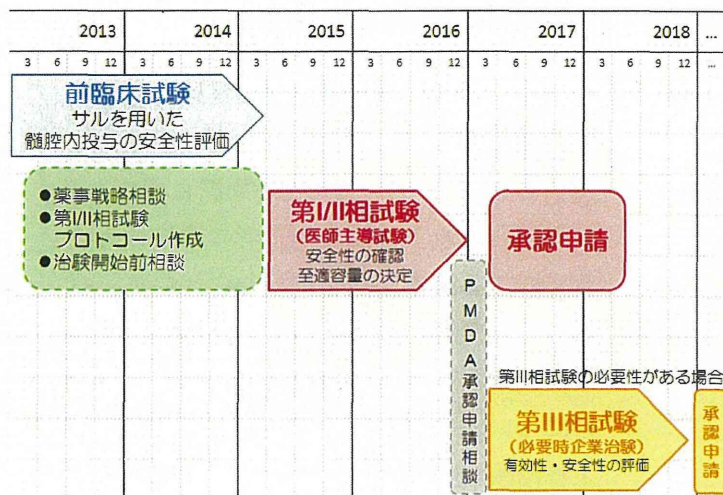 2013 2014 2015 2016 2017 2018 ...
3 6 9 12 3 6 9 12 3 6 9 12 3 6 9 12 3 6 9 12 3 6 9 12 ...
前臨床試験
サルを用いた
髄腔内投与の安全性評価
●薬事戦略相談
●第I/II相試験
プロトコール作成
●治験開始前相談
第I/II相試験
(医師主導試験)
安全性の確認
至適容量の決定
承認申請
PMDA承認申請相談
第III相試験の必要性がある場合
第III相試験
(必要時企業治験)
有効性・安全性の評価
承認申請